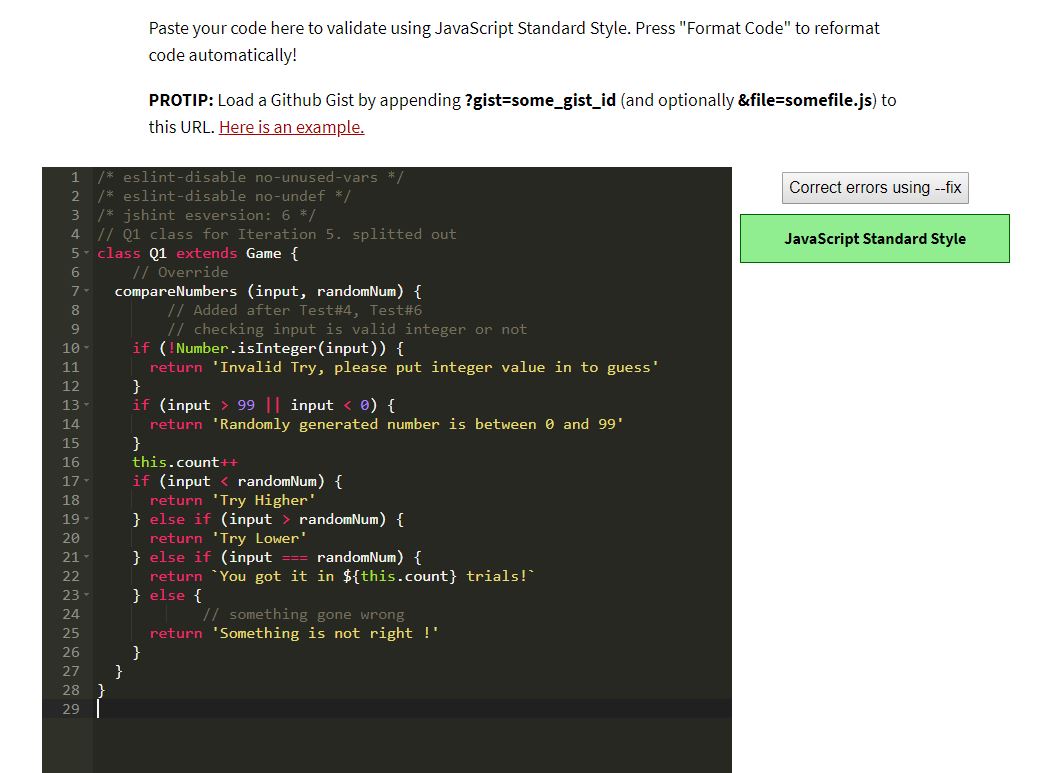 Paste your code here to validate using JavaScript Standard Style. Press "Format Code" to reformat
code automatically!
PROTIP: Load a Github Gist by appending ?gist=some_gist_id (and optionally &file=somefile.js) to
this URL. Here is an example.
Correct errors using --fix
JavaScript Standard Style
1 /* eslint-disable no-unused-vars */
2 /* eslint-disable no-undef */
3 /* jshint esversion: 6 */
4 // Q1 class for Iteration 5. splitted out
5 class Q1 extends Game {
6     // Override
7   compareNumbers (input, randomNum) {
8         // Added after Test#4, Test#6
9         // checking input is valid integer or not
10     if (!Number.isInteger(input)) {
11       return 'Invalid Try, please put integer value in to guess'
12     }
13     if (input > 99 || input < 0) {
14       return 'Randomly generated number is between 0 and 99'
15     }
16     this.count++
17     if (input < randomNum) {
18       return 'Try Higher'
19     } else if (input > randomNum) {
20       return 'Try Lower'
21     } else if (input === randomNum) {
22       return `You got it in ${this.count} trials!`
23     } else {
24             // something gone wrong
25       return 'Something is not right !'
26     }
27   }
28 }
29